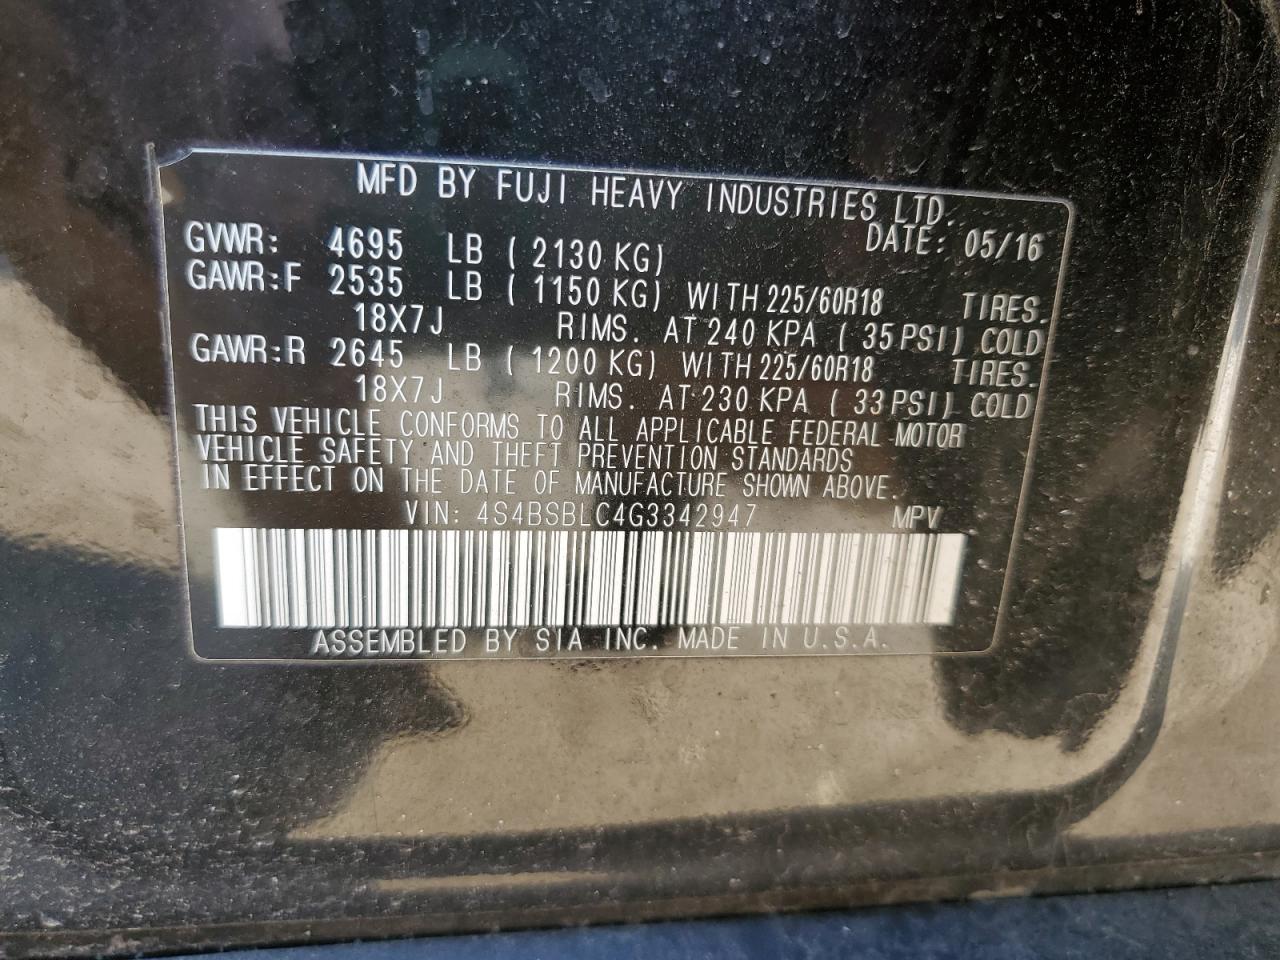 MFD BY FUJI HEAVY INDUSTRIES LTD.
DATE: 05/16
GVWR: 4695 LB ( 2130 KG)
GAWR:F 2535 LB ( 1150 KG) WITH 225/60R18 TIRES.
18X7J RIMS. AT 240 KPA ( 35 PSI) COLD
GAWR:R 2645 LB ( 1200 KG) WITH 225/60R18 TIRES.
18X7J RIMS. AT 230 KPA ( 33 PSI) COLD
THIS VEHICLE CONFORMS TO ALL APPLICABLE FEDERAL MOTOR
VEHICLE SAFETY AND THEFT PREVENTION STANDARDS
IN EFFECT ON THE DATE OF MANUFACTURE SHOWN ABOVE.
VIN: 4S4BSBLC4G3342947 MPV
ASSEMBLED BY SIA INC. MADE IN U.S.A.